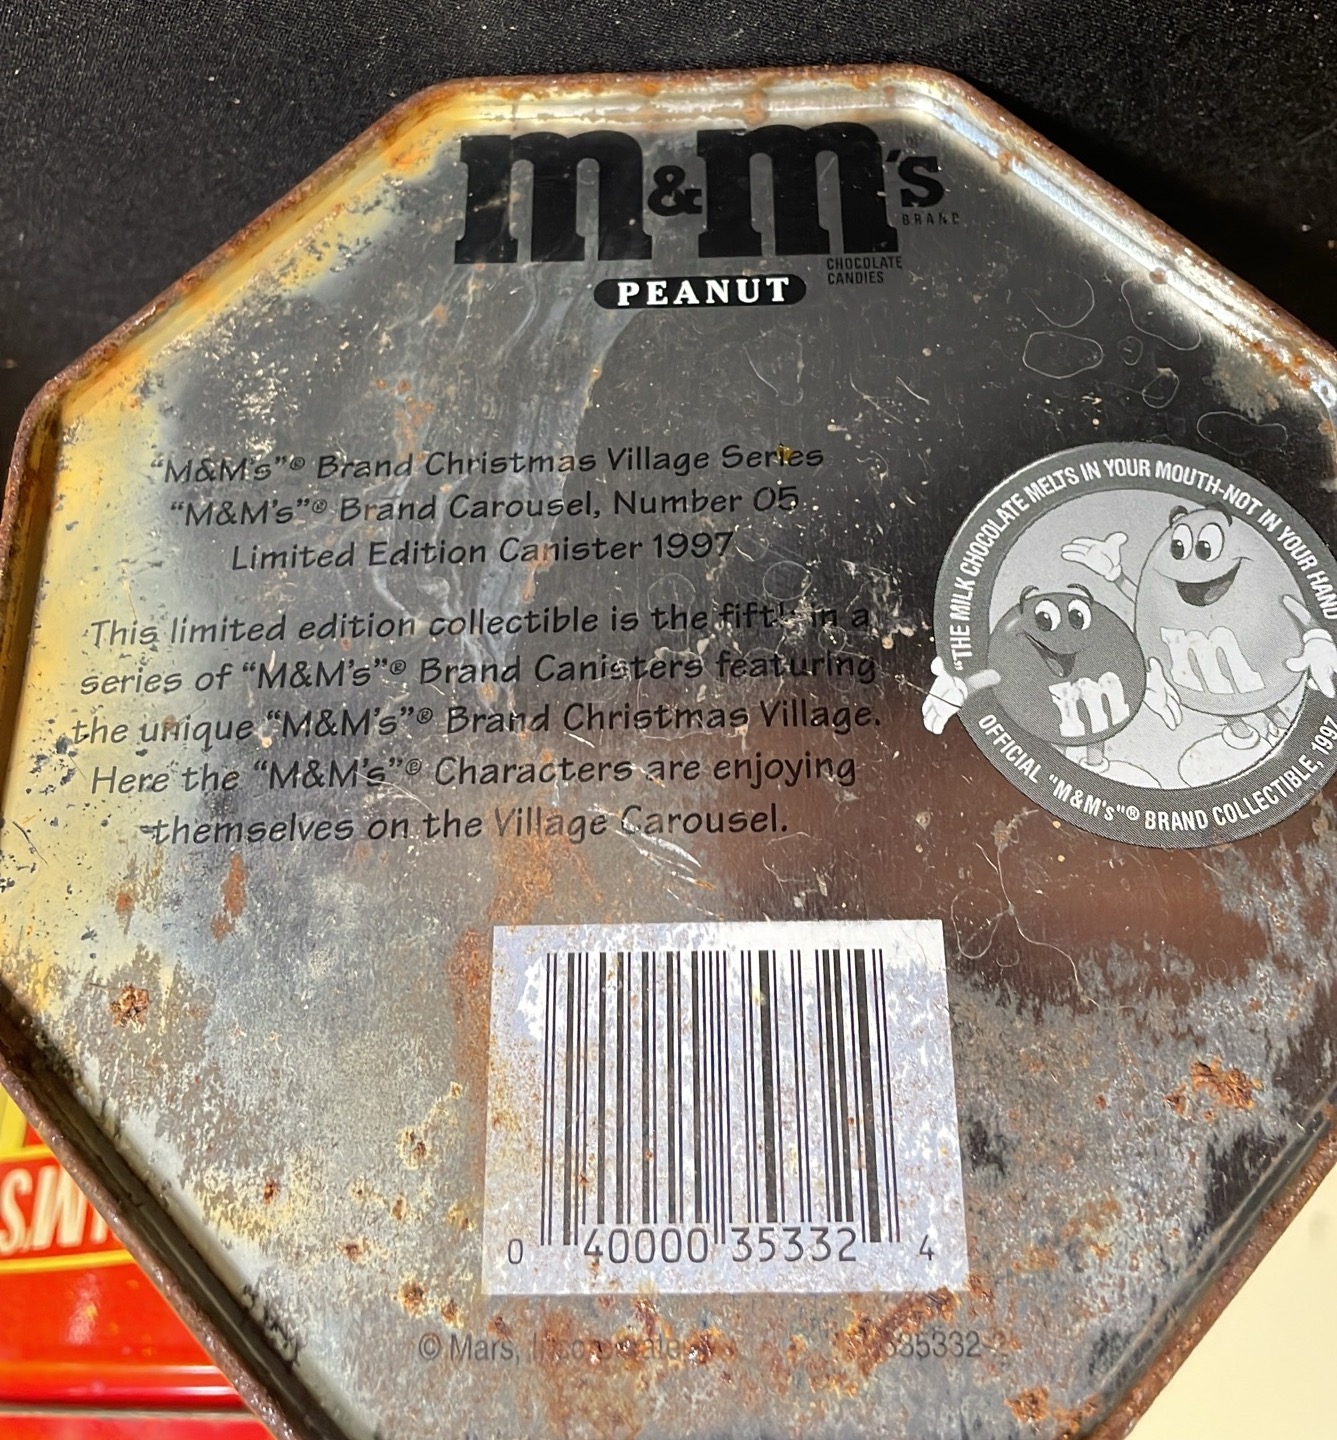 m&m's
BRAND
CHOCOLATE
CANDIES
PEANUT
"M&M's"® Brand Christmas Village Series
"M&M's"® Brand Carousel, Number 05
Limited Edition Canister 1997
This limited edition collectible is the fifth in a
series of "M&M's"® Brand Canisters featuring
the unique "M&M's"® Brand Christmas Village.
Here the "M&M's"® Characters are enjoying
themselves on the Village Carousel.
"THE MILK CHOCOLATE MELTS IN YOUR MOUTH-NOT IN YOUR HAND
m
m
OFFICIAL "M&M's"® BRAND COLLECTIBLE, 1997
0 40000 35332 4
© Mars, Incorporated